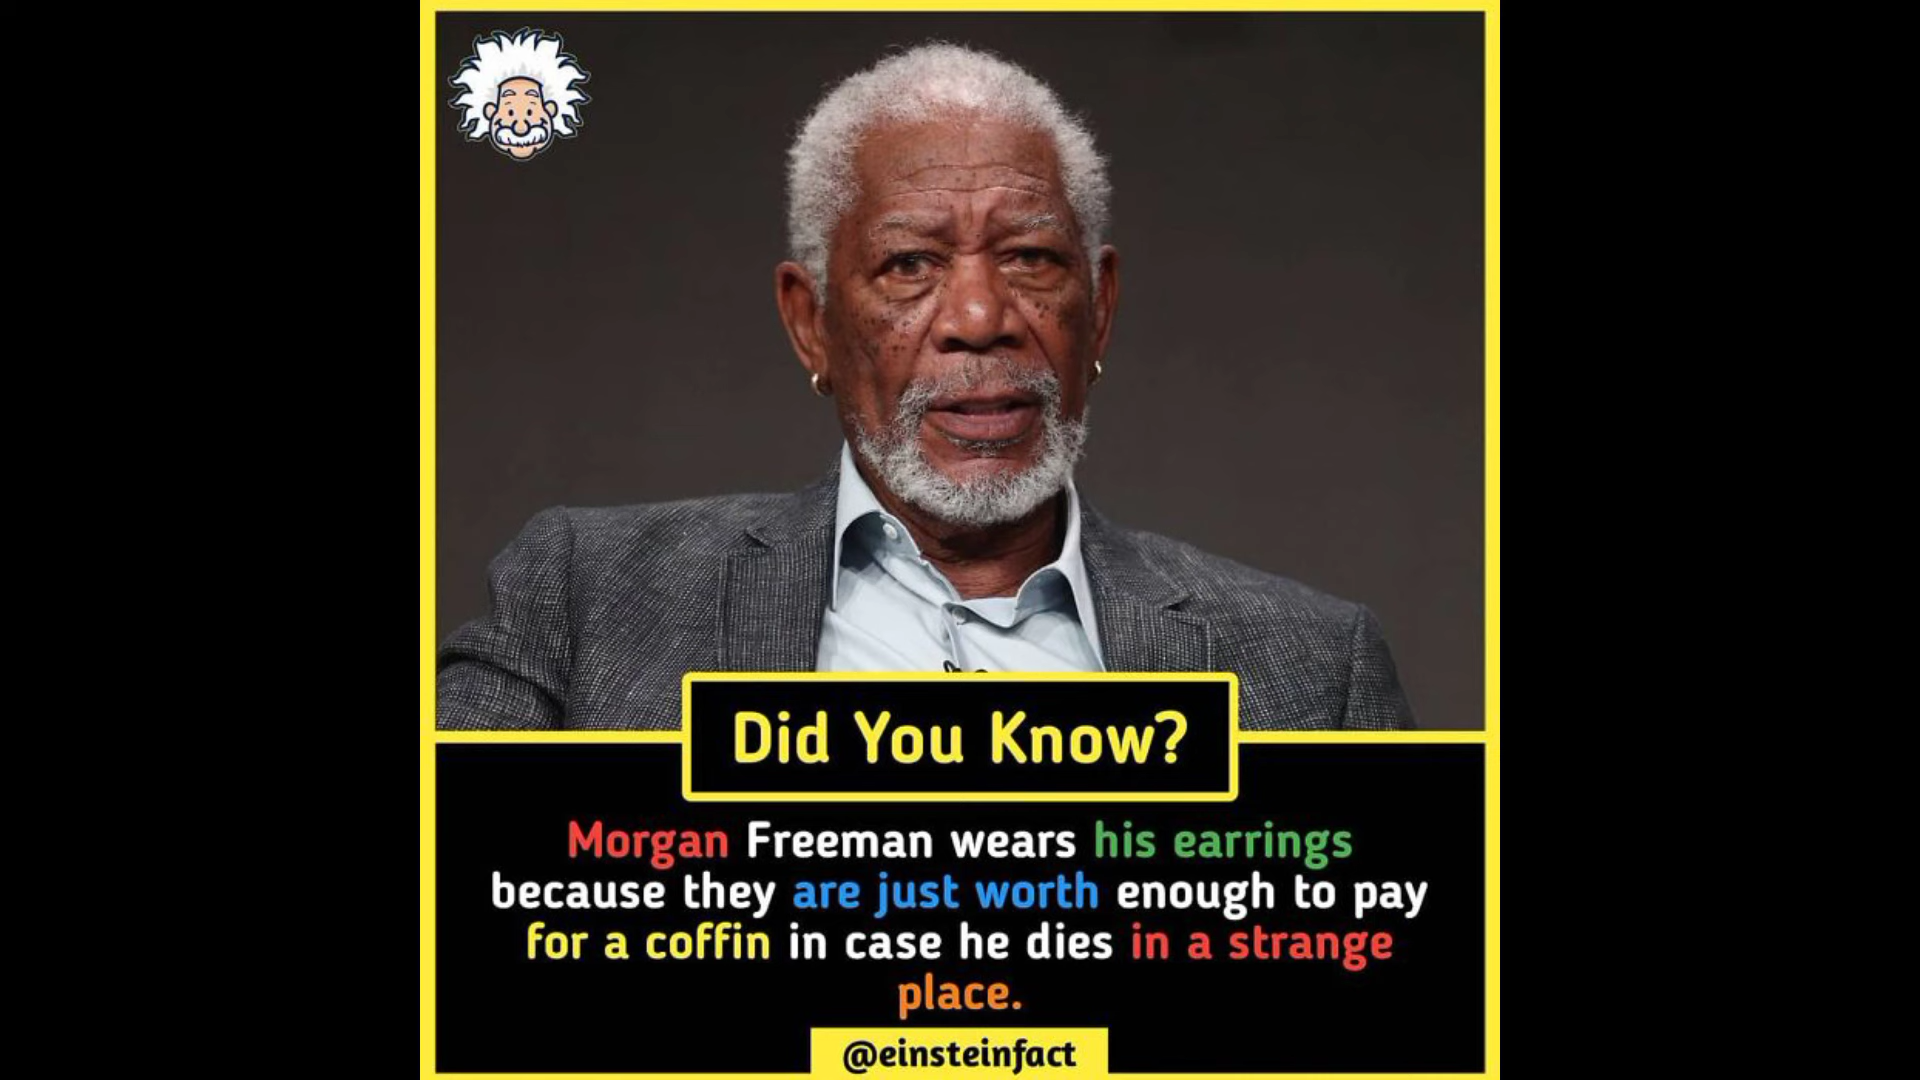 Did You Know?
Morgan Freeman wears his earrings
because they are just worth enough to pay
for a coffin in case he dies in a strange
place.
@einsteinfact